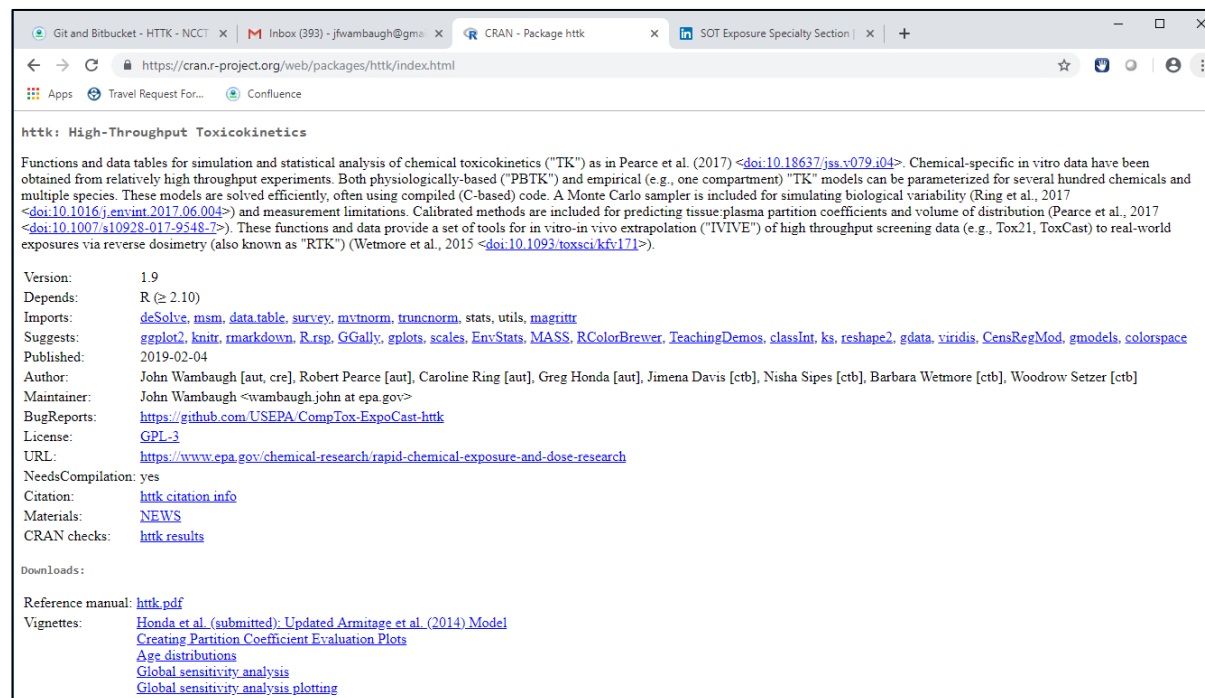 Git and Bitbucket - HTTK - NCCT
Inbox (393) - jfwambaugh@gmai
CRAN - Package httk
SOT Exposure Specialty Section |
https://cran.r-project.org/web/packages/httk/index.html
Apps Travel Request For... Confluence
httk: High-Throughput Toxicokinetics
Functions and data tables for simulation and statistical analysis of chemical toxicokinetics ("TK") as in Pearce et al. (2017) <doi:10.18637/jss.v079.i04>. Chemical-specific in vitro data have been
obtained from relatively high throughput experiments. Both physiologically-based ("PBTK") and empirical (e.g., one compartment) "TK" models can be parameterized for several hundred chemicals and
multiple species. These models are solved efficiently, often using compiled (C-based) code. A Monte Carlo sampler is included for simulating biological variability (Ring et al., 2017
<doi:10.1016/j.envint.2017.06.004>) and measurement limitations. Calibrated methods are included for predicting tissue:plasma partition coefficients and volume of distribution (Pearce et al., 2017
<doi:10.1007/s10928-017-9548-7>). These functions and data provide a set of tools for in vitro-in vivo extrapolation ("IVIVE") of high throughput screening data (e.g., Tox21, ToxCast) to real-world
exposures via reverse dosimetry (also known as "RTK") (Wetmore et al., 2015 <doi:10.1093/toxsci/kfv171>).
Version: 1.9
Depends: R (≥ 2.10)
Imports: deSolve, msm, data.table, survey, mvtnorm, truncnorm, stats, utils, magrittr
Suggests: ggplot2, knitr, rmarkdown, R.rsp, GGally, gplots, scales, EnvStats, MASS, RColorBrewer, TeachingDemos, classInt, ks, reshape2, gdata, viridis, CensRegMod, gmodels, colorspace
Published: 2019-02-04
Author: John Wambaugh [aut, cre], Robert Pearce [aut], Caroline Ring [aut], Greg Honda [aut], Jimena Davis [ctb], Nisha Sipes [ctb], Barbara Wetmore [ctb], Woodrow Setzer [ctb]
Maintainer: John Wambaugh <wambaugh.john at epa.gov>
BugReports: https://github.com/USEPA/CompTox-ExpoCast-httk
License: GPL-3
URL: https://www.epa.gov/chemical-research/rapid-chemical-exposure-and-dose-research
NeedsCompilation: yes
Citation: httk citation info
Materials: NEWS
CRAN checks: httk results
Downloads:
Reference manual: httk.pdf
Vignettes: Honda et al. (submitted): Updated Armitage et al. (2014) Model
Creating Partition Coefficient Evaluation Plots
Age distributions
Global sensitivity analysis
Global sensitivity analysis plotting